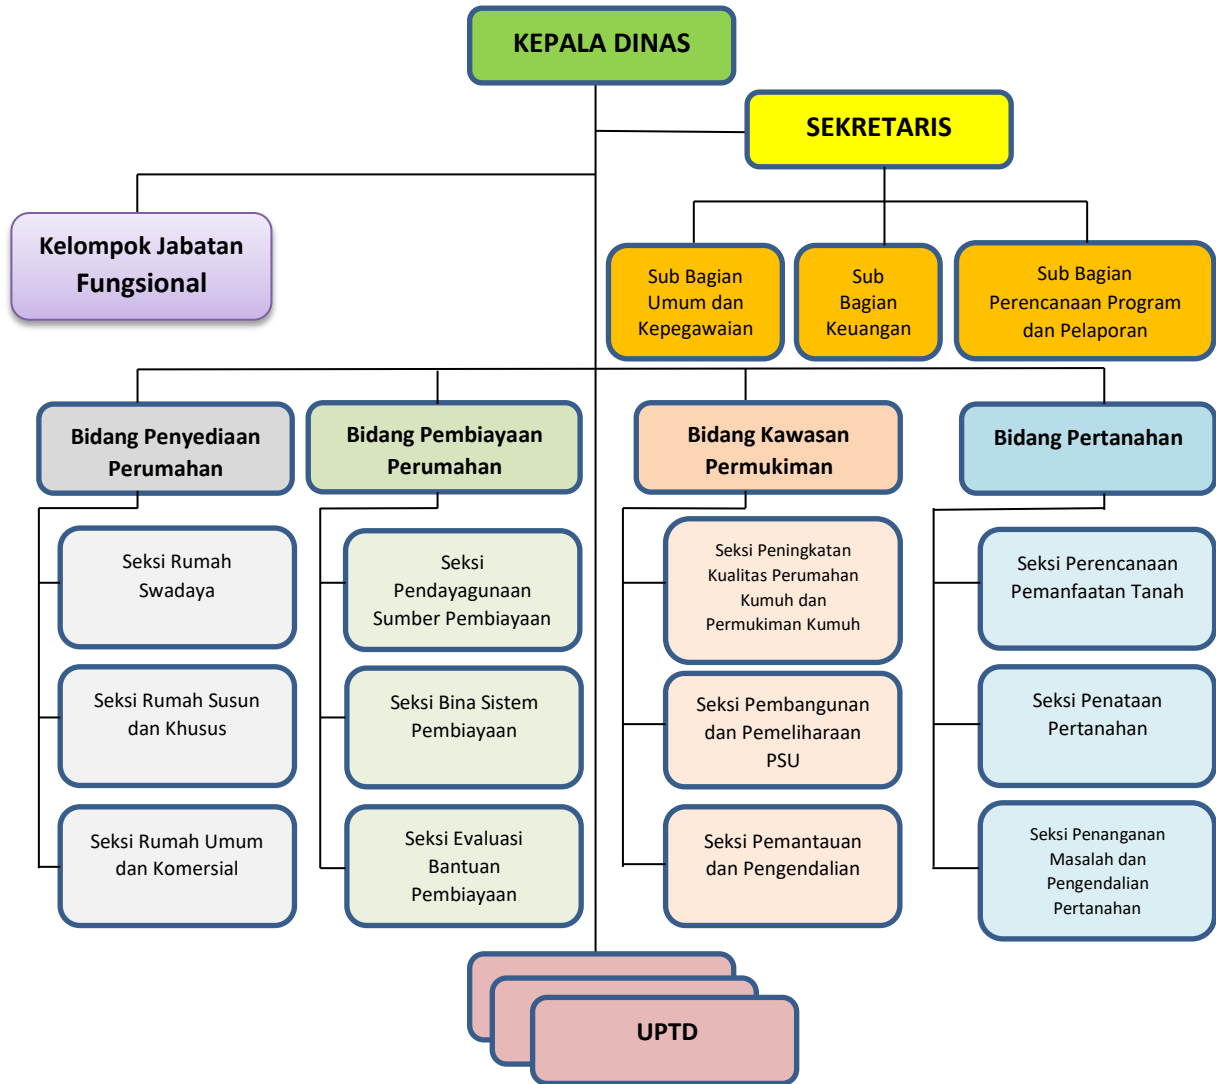 KEPALA DINAS
SEKRETARIS
Kelompok Jabatan
Fungsional
Sub Bagian
Umum dan
Kepegawaian
Sub
Bagian
Keuangan
Sub Bagian
Perencanaan Program
dan Pelaporan
Bidang Penyediaan
Perumahan
Bidang Pembiayaan
Perumahan
Bidang Kawasan
Permukiman
Bidang Pertanahan
Seksi Rumah
Swadaya
Seksi
Pendayagunaan
Sumber Pembiayaan
Seksi Peningkatan
Kualitas Perumahan
Kumuh dan
Permukiman Kumuh
Seksi Perencanaan
Pemanfaatan Tanah
Seksi Rumah Susun
dan Khusus
Seksi Bina Sistem
Pembiayaan
Seksi Pembangunan
dan Pemeliharaan
PSU
Seksi Penataan
Pertanahan
Seksi Rumah Umum
dan Komersial
Seksi Evaluasi
Bantuan
Pembiayaan
Seksi Pemantauan
dan Pengendalian
Seksi Penanganan
Masalah dan
Pengendalian
Pertanahan
UPTD